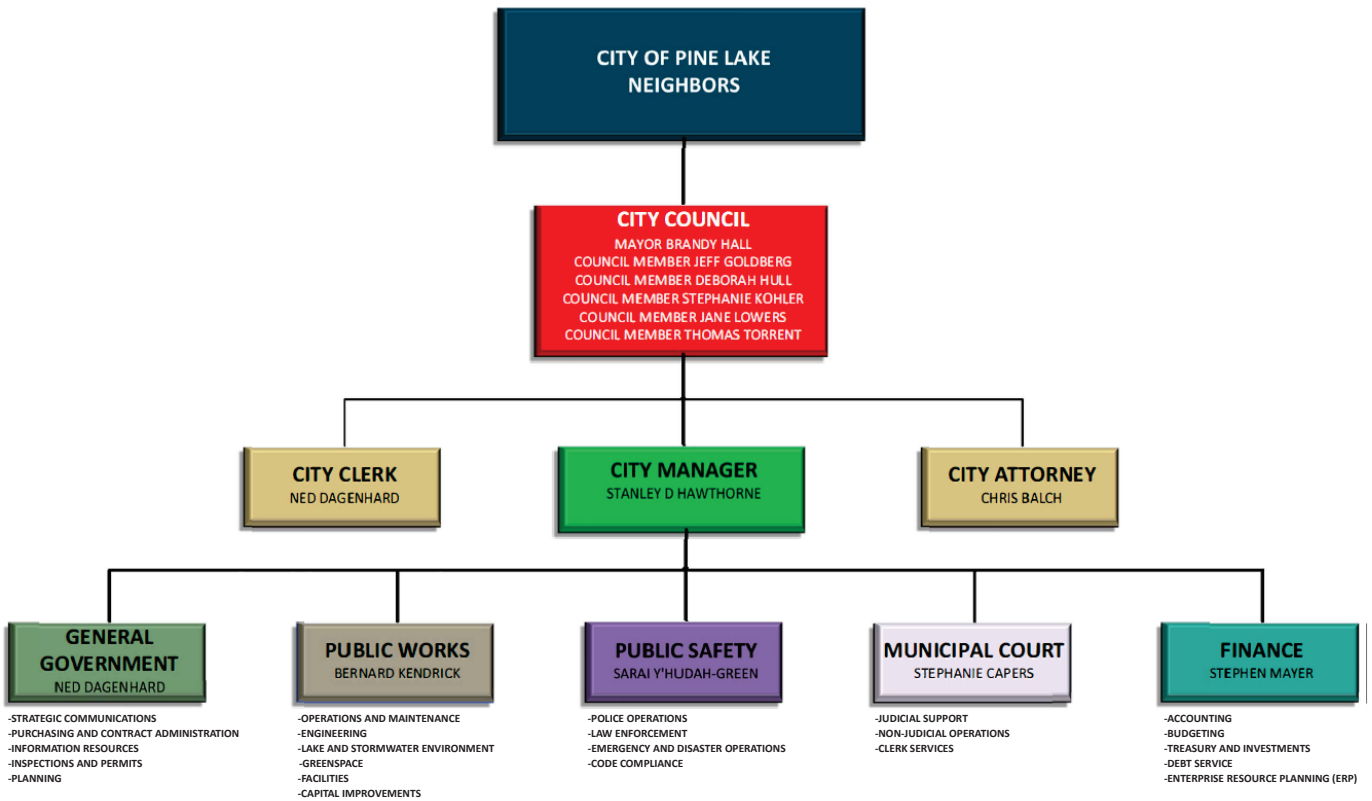 CITY OF PINE LAKE
NEIGHBORS
CITY COUNCIL
MAYOR BRANDY HALL
COUNCIL MEMBER JEFF GOLDBERG
COUNCIL MEMBER DEBORAH HULL
COUNCIL MEMBER STEPHANIE KOHLER
COUNCIL MEMBER JANE LOWERS
COUNCIL MEMBER THOMAS TORRENT
CITY CLERK
NED DAGENHARD
CITY MANAGER
STANLEY D HAWTHORNE
CITY ATTORNEY
CHRIS BALCH
GENERAL
GOVERNMENT
NED DAGENHARD
-STRATEGIC COMMUNICATIONS
-PURCHASING AND CONTRACT ADMINISTRATION
-INFORMATION RESOURCES
-INSPECTIONS AND PERMITS
-PLANNING
PUBLIC WORKS
BERNARD KENDRICK
-OPERATIONS AND MAINTENANCE
-ENGINEERING
-LAKE AND STORMWATER ENVIRONMENT
-GREENSPACE
-FACILITIES
-CAPITAL IMPROVEMENTS
PUBLIC SAFETY
SARAI Y'HUDAH-GREEN
-POLICE OPERATIONS
-LAW ENFORCEMENT
-EMERGENCY AND DISASTER OPERATIONS
-CODE COMPLIANCE
MUNICIPAL COURT
STEPHANIE CAPERS
-JUDICIAL SUPPORT
-NON-JUDICIAL OPERATIONS
-CLERK SERVICES
FINANCE
STEPHEN MAYER
-ACCOUNTING
-BUDGETING
-TREASURY AND INVESTMENTS
-DEBT SERVICE
-ENTERPRISE RESOURCE PLANNING (ERP)